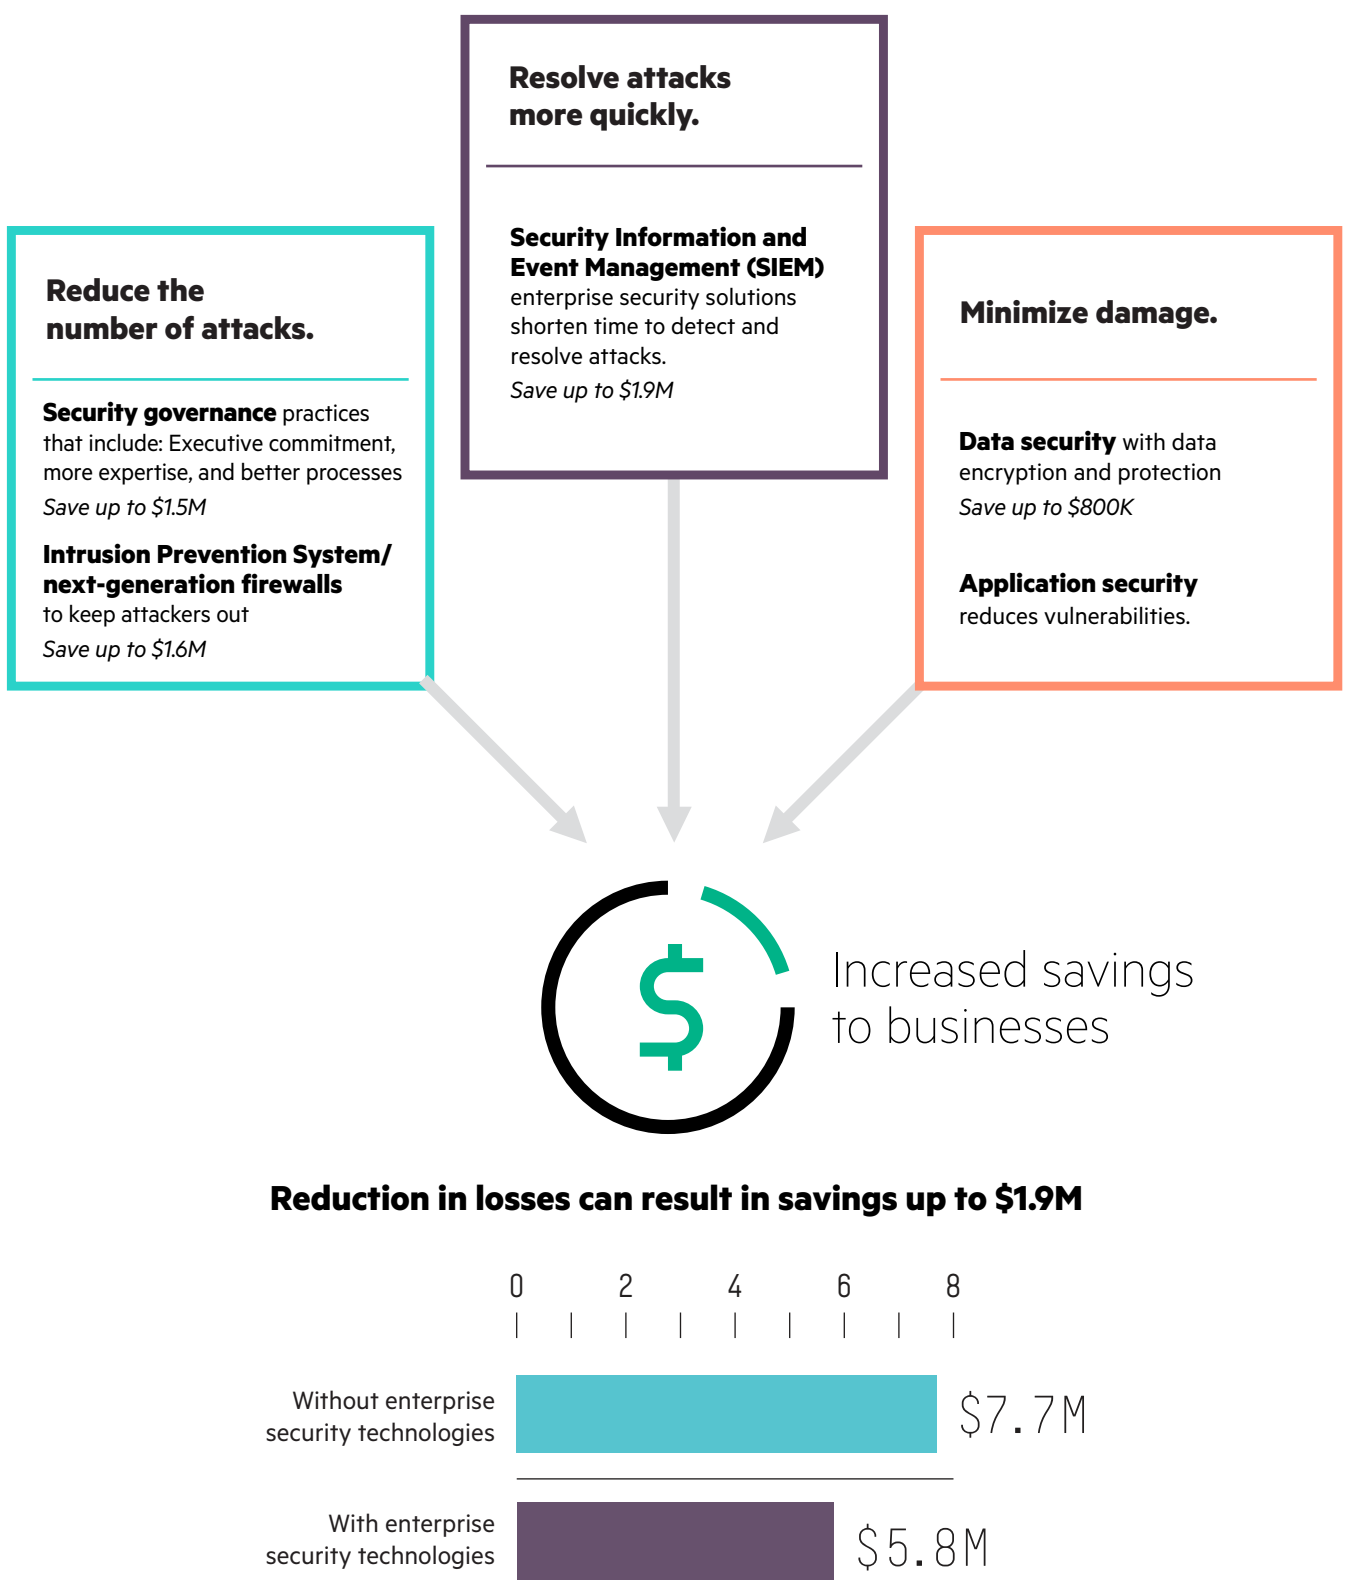 Resolve attacks
more quickly.
Security Information and
Event Management (SIEM)
enterprise security solutions
shorten time to detect and
resolve attacks.
Save up to $1.9M
Reduce the
number of attacks.
Security governance practices
that include: Executive commitment,
more expertise, and better processes
Save up to $1.5M
Intrusion Prevention System/
next-generation firewalls
to keep attackers out
Save up to $1.6M
Minimize damage.
Data security with data
encryption and protection
Save up to $800K
Application security
reduces vulnerabilities.
$
Increased savings
to businesses
Reduction in losses can result in savings up to $1.9M
0 2 4 6 8
Without enterprise
security technologies
$7.7M
With enterprise
security technologies
$5.8M